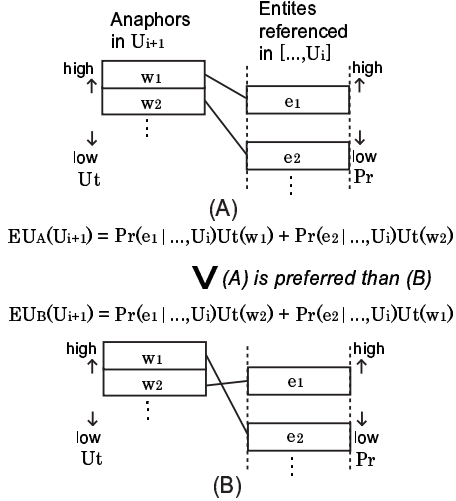 Anaphors
in Ui+1
Entites
referenced
in [...,Ui]
high
w1
w2
⋮
low
Ut
high
e1
e2
⋮
low
Pr
(A)
EUA(Ui+1) = Pr(e1|...,Ui)Ut(w1) + Pr(e2|...,Ui)Ut(w2)
∨ (A) is preferred than (B)
EUB(Ui+1) = Pr(e1|...,Ui)Ut(w2) + Pr(e2|...,Ui)Ut(w1)
high
w1
w2
⋮
low
Ut
high
e1
e2
⋮
low
Pr
(B)